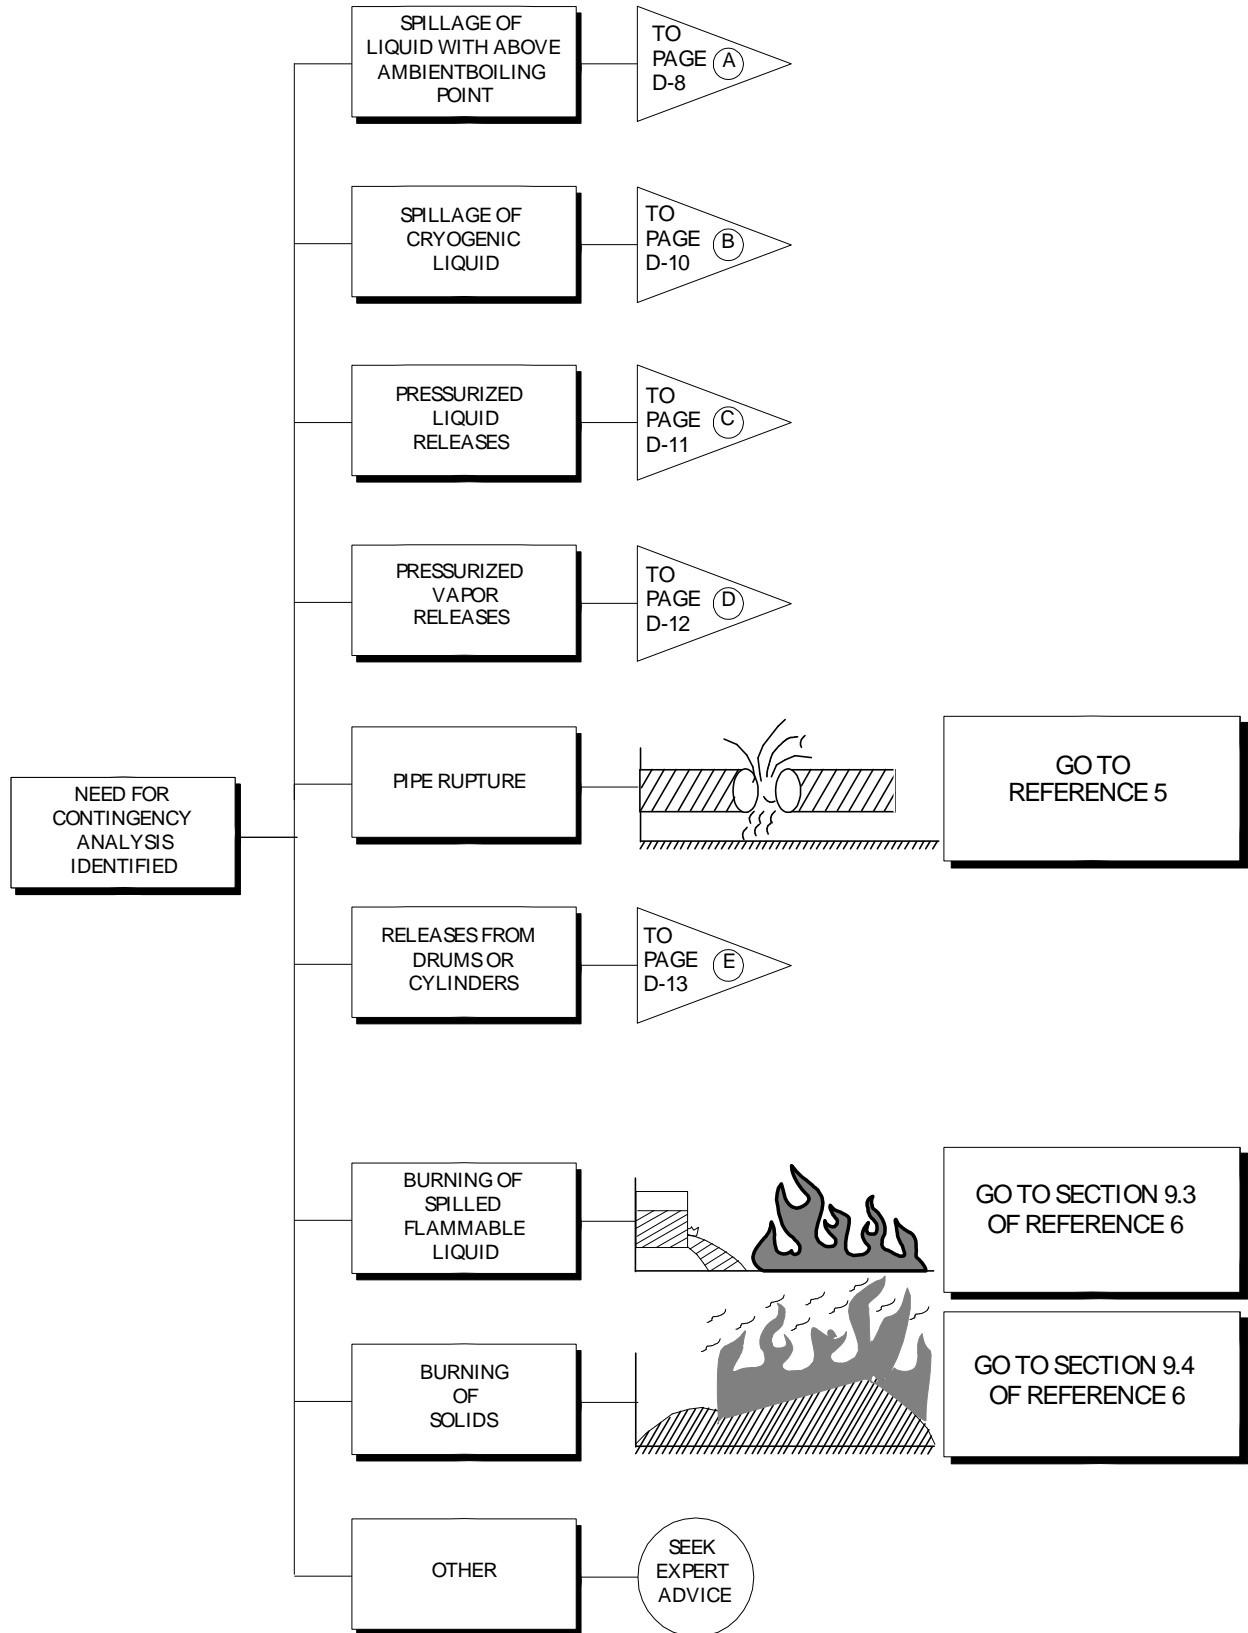 SPILLAGE OF
LIQUID WITH ABOVE
AMBIENTBOILING
POINT
TO
PAGE
D-8
A
SPILLAGE OF
CRYOGENIC
LIQUID
TO
PAGE
D-10
B
PRESSURIZED
LIQUID
RELEASES
TO
PAGE
D-11
C
PRESSURIZED
VAPOR
RELEASES
TO
PAGE
D-12
D
NEED FOR
CONTINGENCY
ANALYSIS
IDENTIFIED
PIPE RUPTURE
GO TO
REFERENCE 5
RELEASES FROM
DRUMS OR
CYLINDERS
TO
PAGE
D-13
E
BURNING OF
SPILLED
FLAMMABLE
LIQUID
GO TO SECTION 9.3
OF REFERENCE 6
BURNING
OF
SOLIDS
GO TO SECTION 9.4
OF REFERENCE 6
OTHER
SEEK
EXPERT
ADVICE